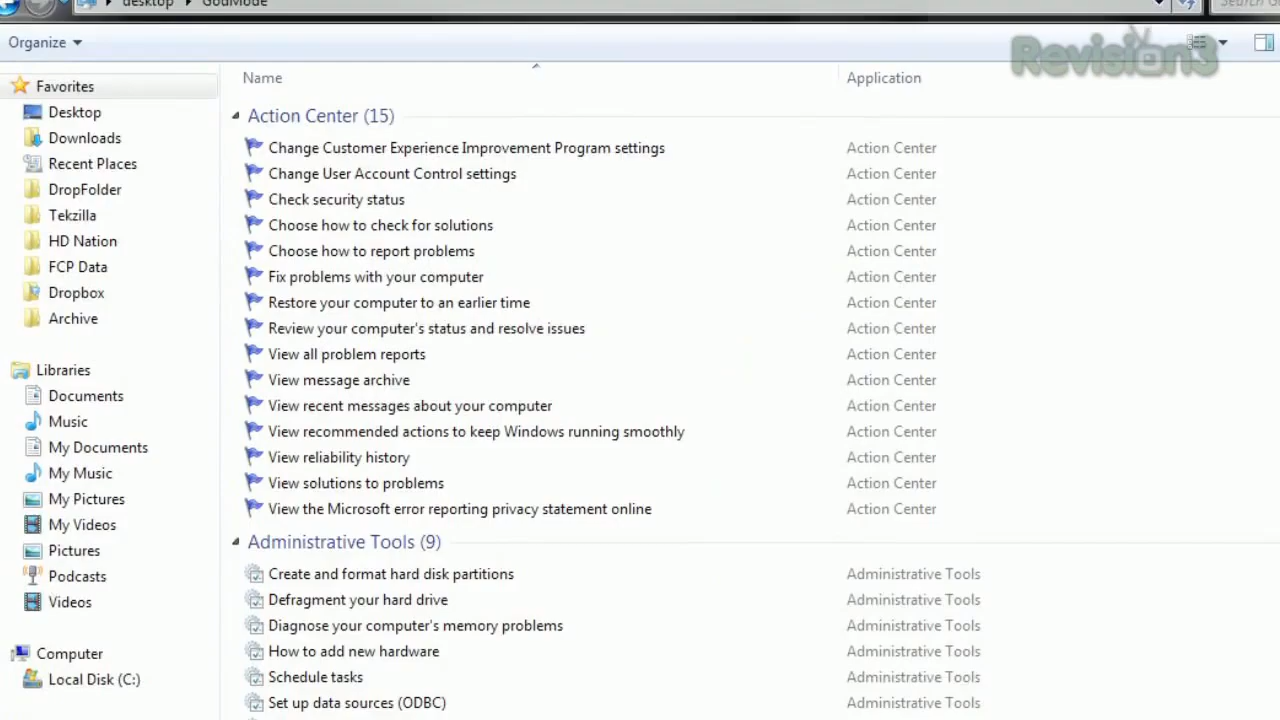 desktop GodMode Search Go
Organize Revision3
Name Application
Favorites
Desktop
Downloads
Recent Places
DropFolder
Tekzilla
HD Nation
FCP Data
Dropbox
Archive
Libraries
Documents
Music
My Documents
My Music
My Pictures
My Videos
Pictures
Podcasts
Videos
Computer
Local Disk (C:)
Action Center (15)
Change Customer Experience Improvement Program settings Action Center
Change User Account Control settings Action Center
Check security status Action Center
Choose how to check for solutions Action Center
Choose how to report problems Action Center
Fix problems with your computer Action Center
Restore your computer to an earlier time Action Center
Review your computer's status and resolve issues Action Center
View all problem reports Action Center
View message archive Action Center
View recent messages about your computer Action Center
View recommended actions to keep Windows running smoothly Action Center
View reliability history Action Center
View solutions to problems Action Center
View the Microsoft error reporting privacy statement online Action Center
Administrative Tools (9)
Create and format hard disk partitions Administrative Tools
Defragment your hard drive Administrative Tools
Diagnose your computer's memory problems Administrative Tools
How to add new hardware Administrative Tools
Schedule tasks Administrative Tools
Set up data sources (ODBC) Administrative Tools